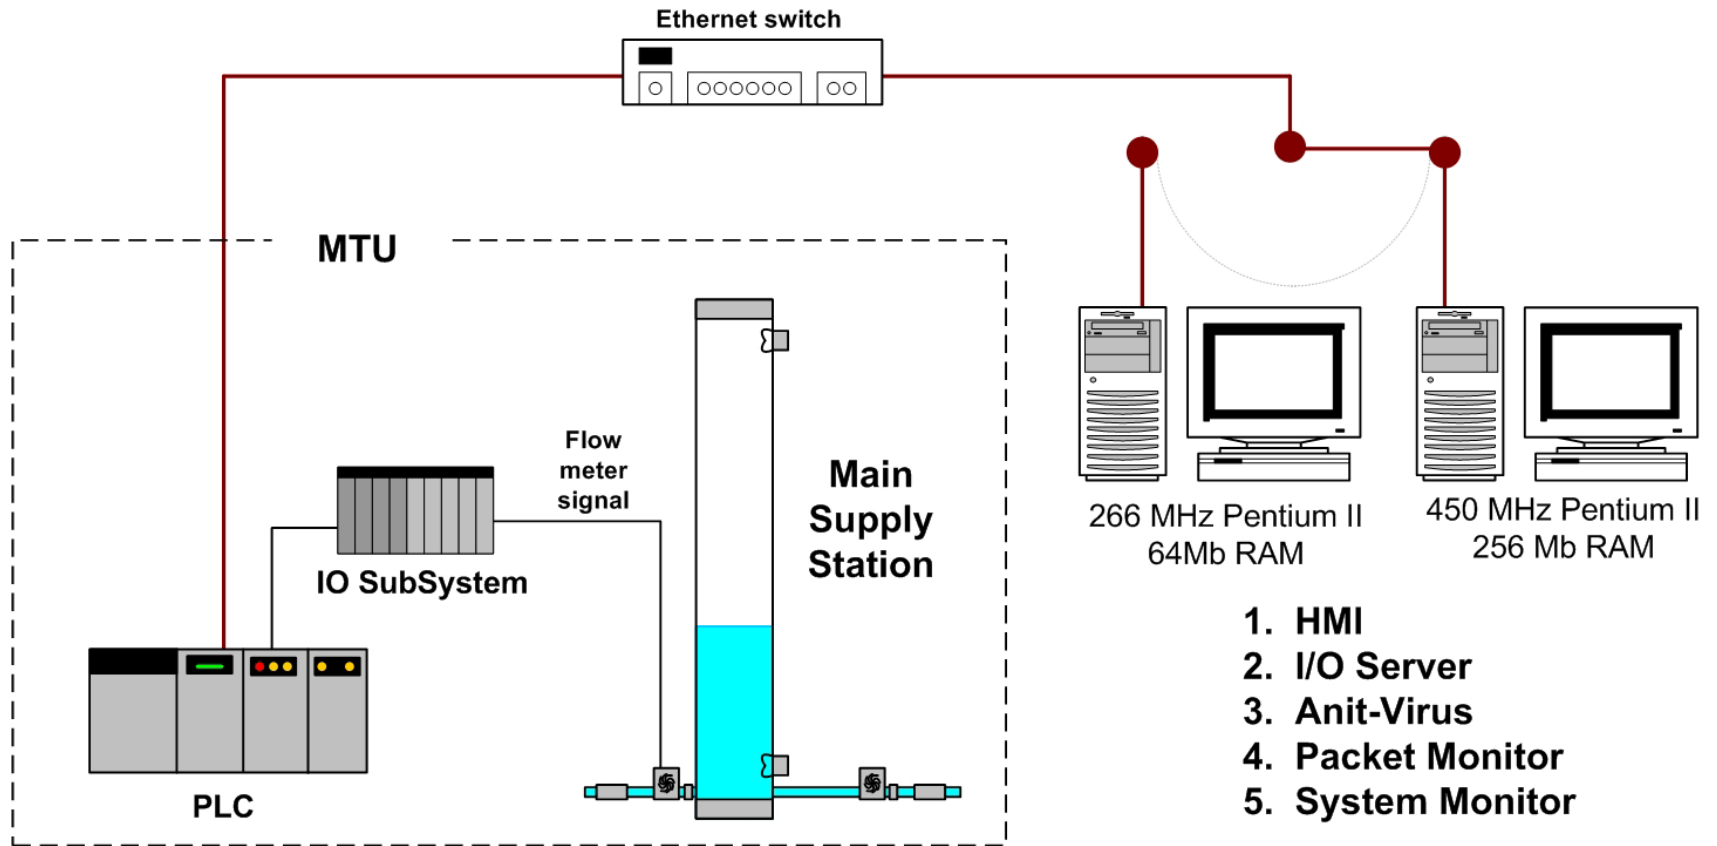 Ethernet switch
MTU
Flow
meter
signal
Main
Supply
Station
IO SubSystem
PLC
266 MHz Pentium II
64Mb RAM
450 MHz Pentium II
256 Mb RAM
1. HMI
2. I/O Server
3. Anit-Virus
4. Packet Monitor
5. System Monitor